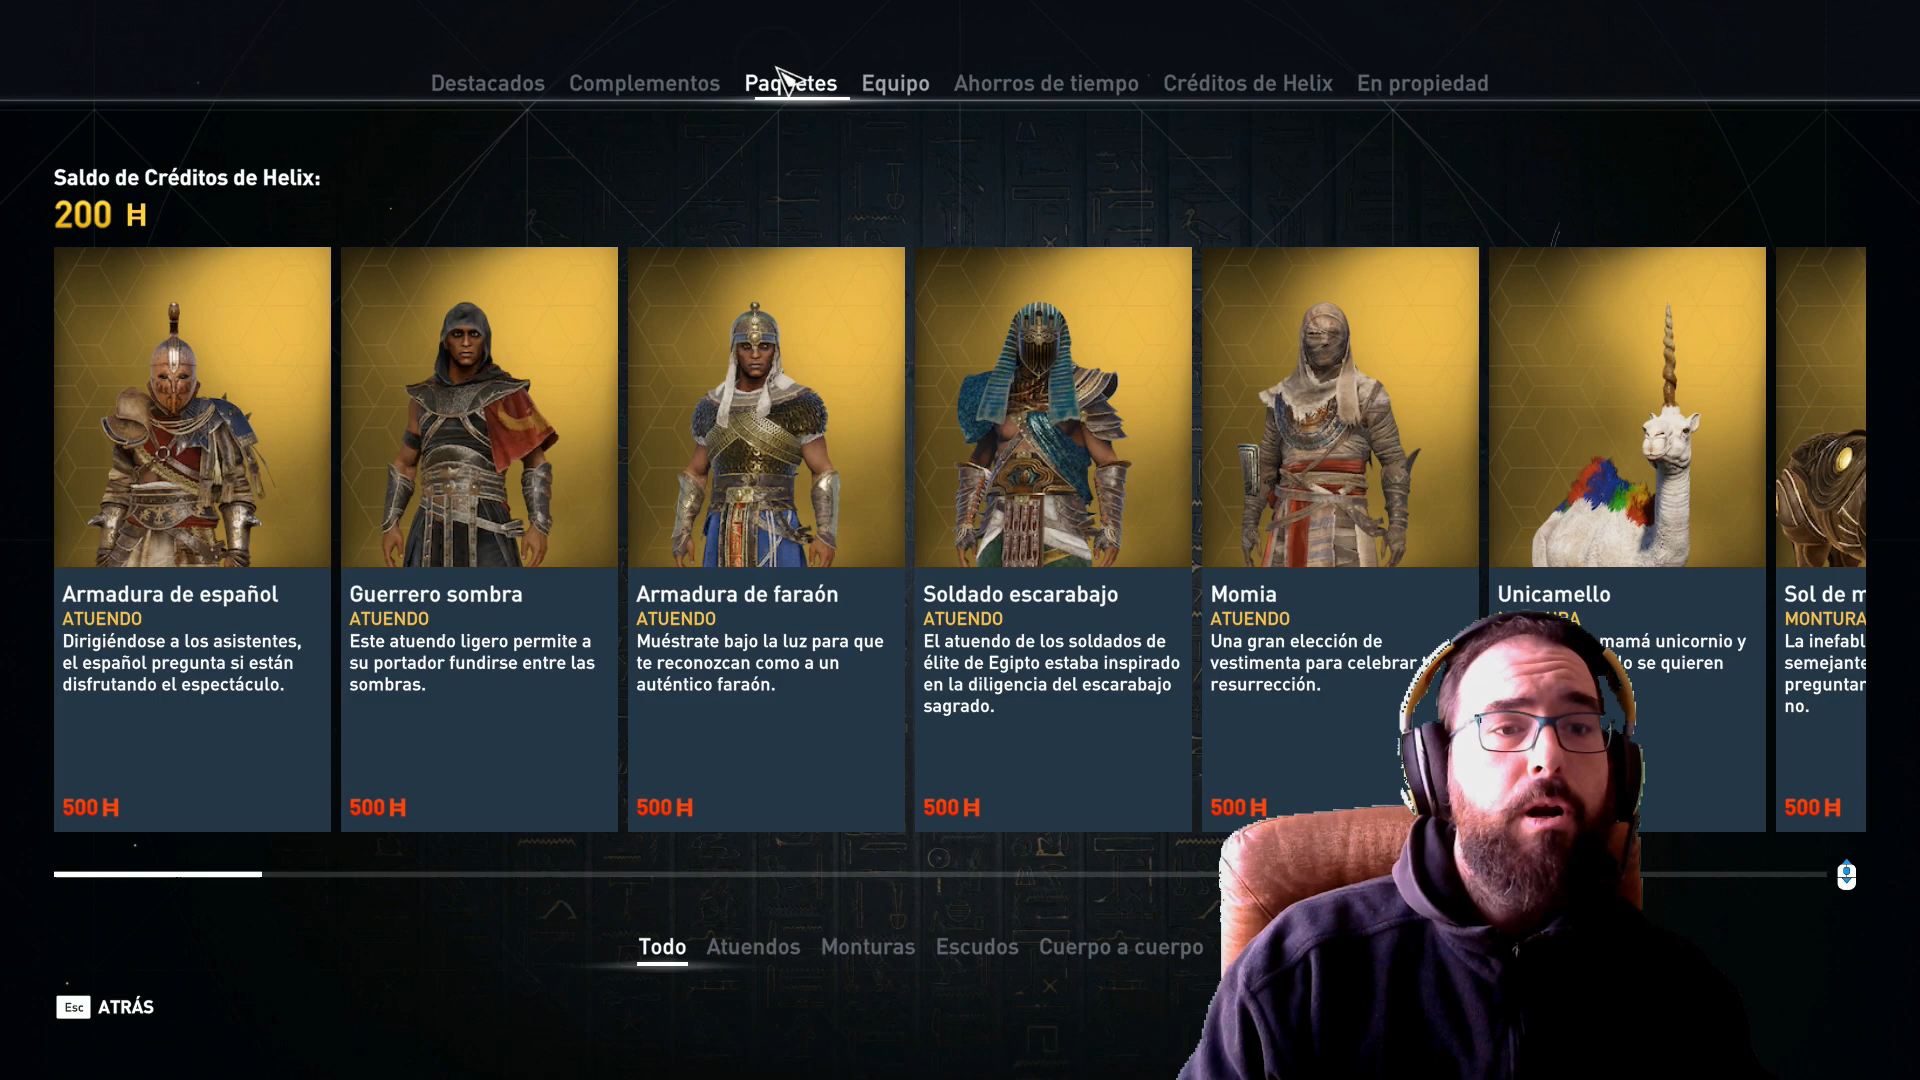 Destacados Complementos Paquetes Equipo Ahorros de tiempo Créditos de Helix En propiedad
Saldo de Créditos de Helix:
200 H
Armadura de español
ATUENDO
Dirigiéndose a los asistentes,
el español pregunta si están
disfrutando el espectáculo.
500 H
Guerrero sombra
ATUENDO
Este atuendo ligero permite a
su portador fundirse entre las
sombras.
500 H
Armadura de faraón
ATUENDO
Muéstrate bajo la luz para que
te reconozcan como a un
auténtico faraón.
500 H
Soldado escarabajo
ATUENDO
El atuendo de los soldados de
élite de Egipto estaba inspirado
en la diligencia del escarabajo
sagrado.
500 H
Momia
ATUENDO
Una gran elección de
vestimenta para celebrar
resurrección.
500 H
Unicamello
mamá unicornio y
se quieren
Sol de m
MONTURA
La inefabl
semejante
preguntar
no.
500 H
Todo Atuendos Monturas Escudos Cuerpo a cuerpo
Esc ATRÁS